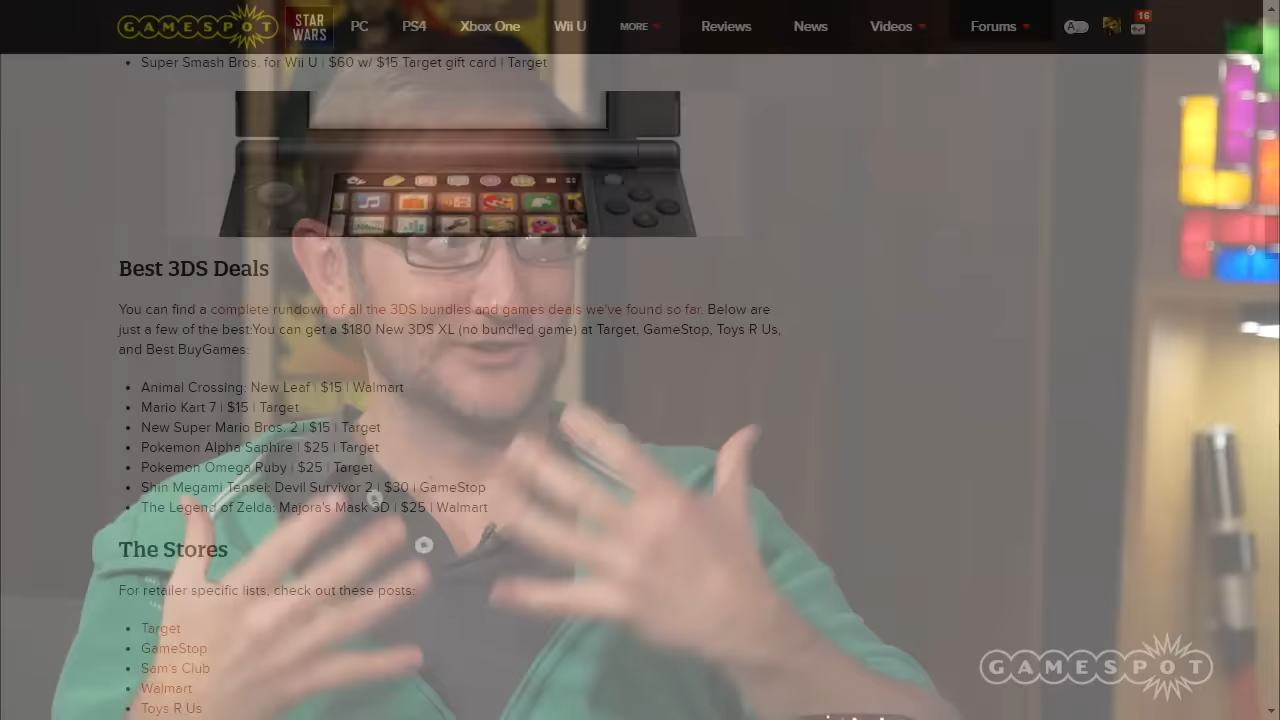 GAMESPOT
STAR WARS
PC
PS4
Xbox One
Wii U
MORE
Reviews
News
Videos
Forums
A
16
Super Smash Bros. for Wii U | $60 w/ $15 Target gift card | Target
Best 3DS Deals
You can find a complete rundown of all the 3DS bundles and games deals we've found so far. Below are
just a few of the best:You can get a $180 New 3DS XL (no bundled game) at Target, GameStop, Toys R Us,
and Best BuyGames:
Animal Crossing: New Leaf | $15 | Walmart
Mario Kart 7 | $15 | Target
New Super Mario Bros. 2 | $15 | Target
Pokemon Alpha Saphire | $25 | Target
Pokemon Omega Ruby | $25 | Target
Shin Megami Tensei: Devil Survivor 2 | $30 | GameStop
The Legend of Zelda: Majora's Mask 3D | $25 | Walmart
The Stores
For retailer specific lists, check out these posts:
Target
GameStop
Sam's Club
Walmart
Toys R Us
GAMESPOT